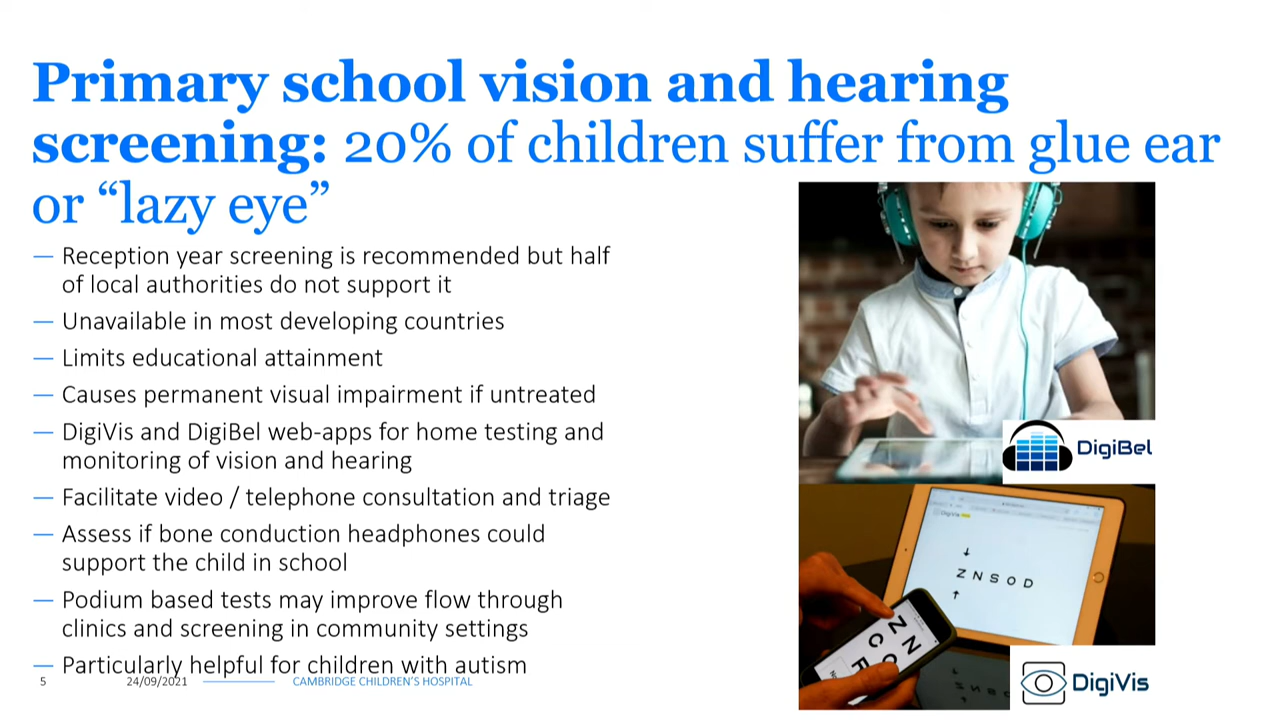 Primary school vision and hearing
screening: 20% of children suffer from glue ear
or “lazy eye”
— Reception year screening is recommended but half
of local authorities do not support it
— Unavailable in most developing countries
— Limits educational attainment
— Causes permanent visual impairment if untreated
— DigiVis and DigiBel web-apps for home testing and
monitoring of vision and hearing
— Facilitate video / telephone consultation and triage
— Assess if bone conduction headphones could
support the child in school
— Podium based tests may improve flow through
clinics and screening in community settings
— Particularly helpful for children with autism
5 24/09/2021 CAMBRIDGE CHILDREN’S HOSPITAL
DigiBel
DigiVis
Z N S O D
Z N
C
DigiVis